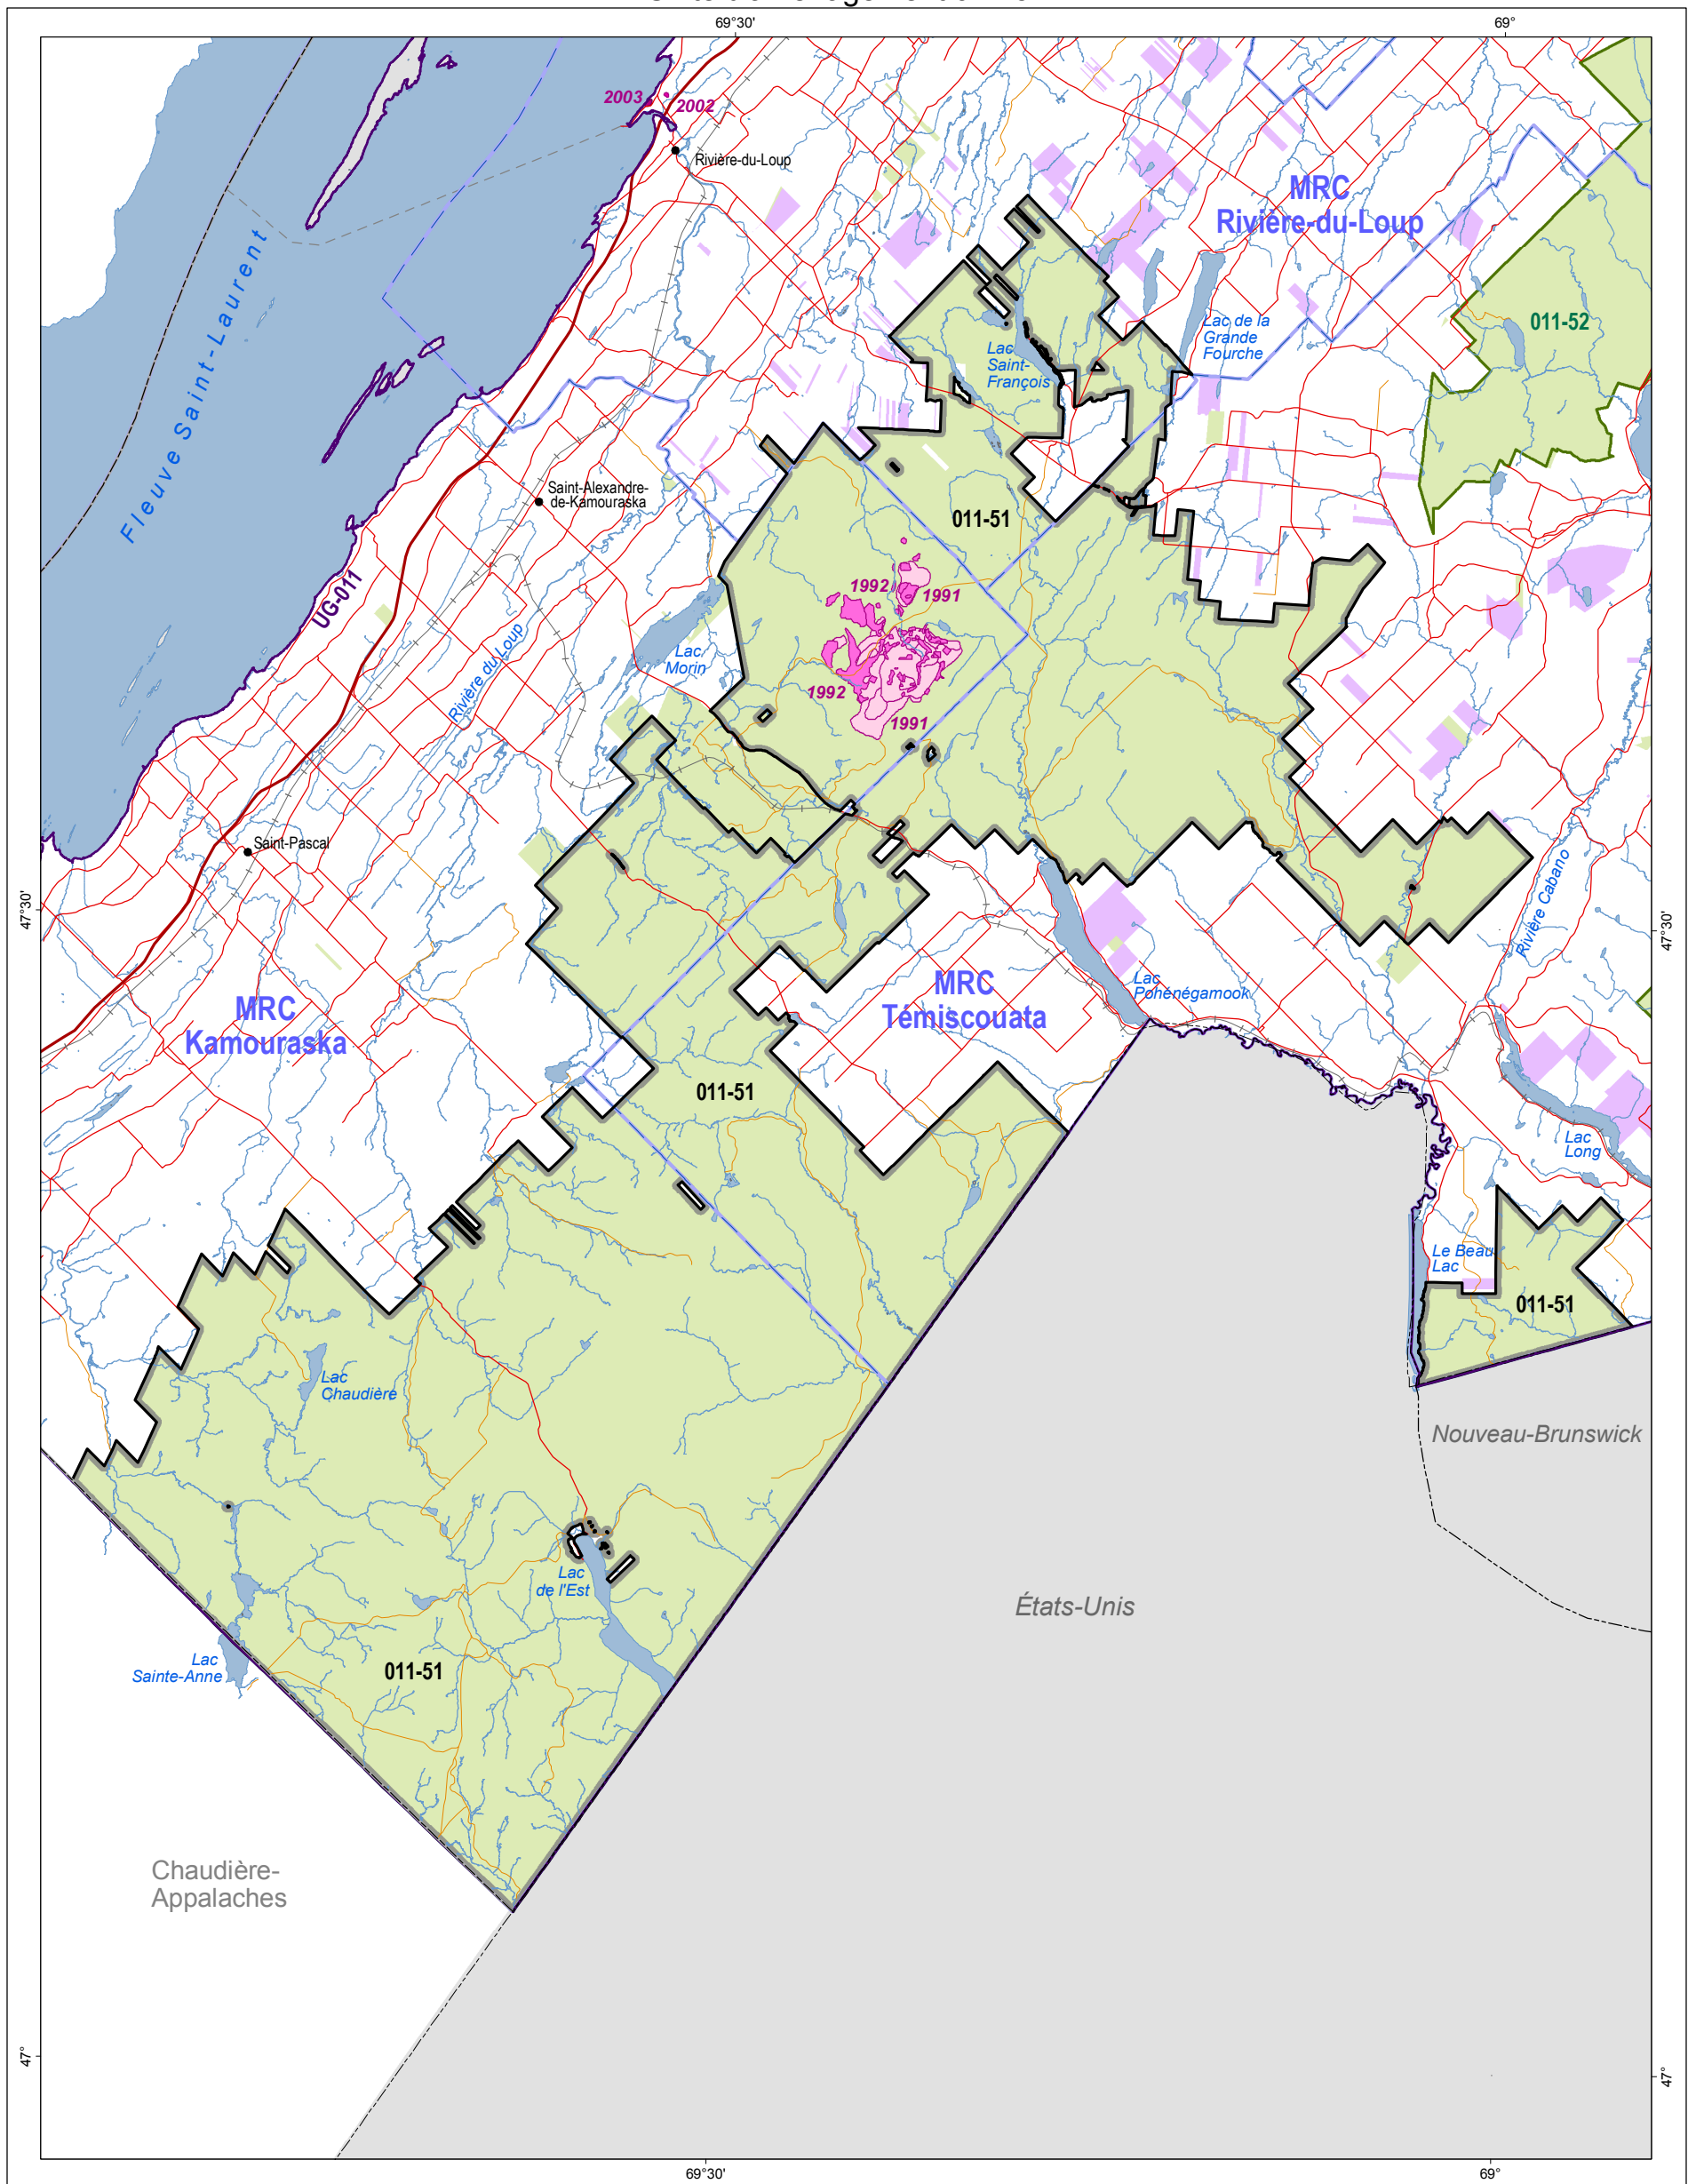 69°30'
69°
2003
2002
Rivière-du-Loup
MRC
Rivière-du-Loup
Fleuve Saint-Laurent
011-52
Lac de la
Grande
Fourche
Lac
Saint-
François
Saint-Alexandre-
de-Kamouraska
011-51
UG-011
1992
1991
Rivière du Loup
Lac
Morin
1992
1991
Saint-Pascal
47°30'
47°30'
Rivière Cabano
MRC
Kamouraska
MRC
Témiscouata
Lac
Pohénégamook
011-51
Lac
Long
Le Beau
Lac
011-51
Lac
Chaudière
Nouveau-Brunswick
Lac
de l'Est
États-Unis
Lac
Sainte-Anne
011-51
Chaudière-
Appalaches
47°
47°
69°30'
69°